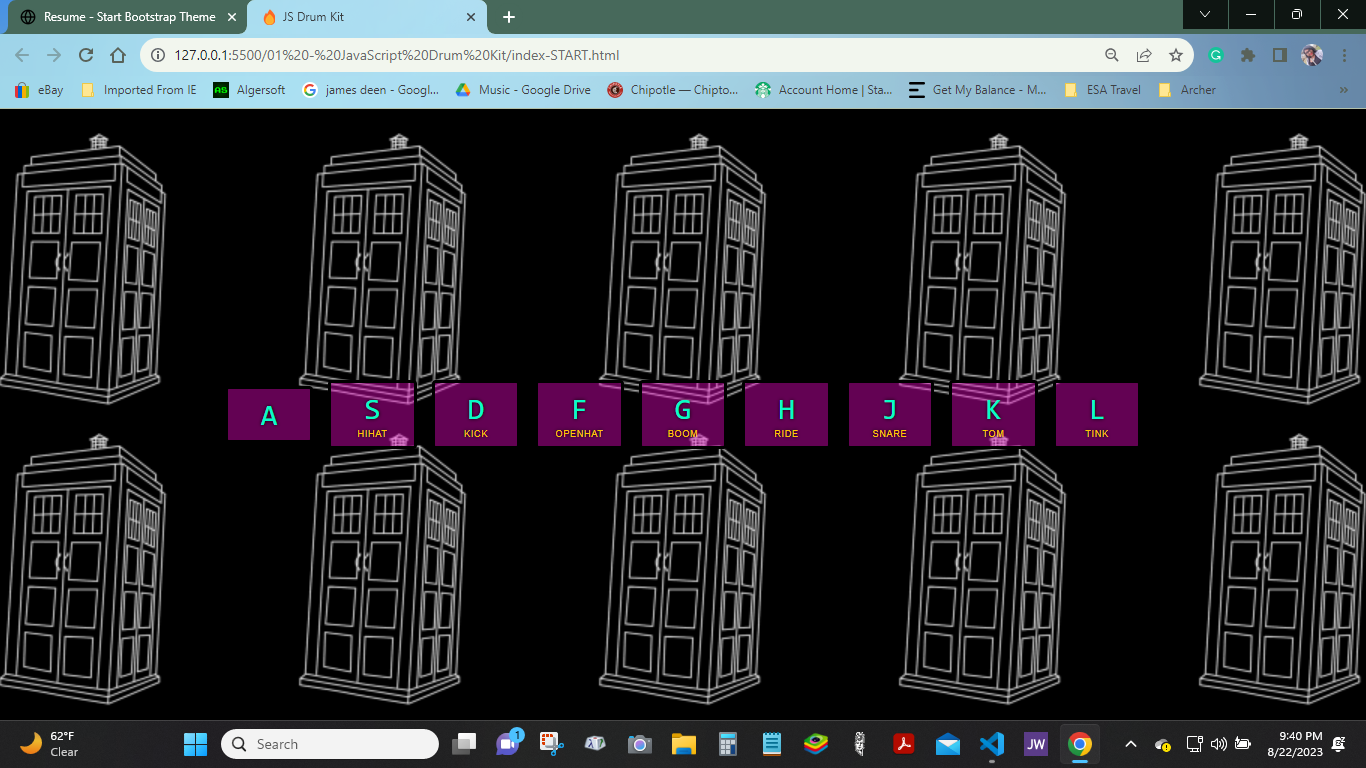 Resume - Start Bootstrap Theme
JS Drum Kit
127.0.0.1:5500/01%20-%20JavaScript%20Drum%20Kit/index-START.html
eBay
Imported From IE
AS
Algersoft
james deen - Googl...
Music - Google Drive
Chipotle — Chipto...
Account Home | Sta...
Get My Balance - M...
ESA Travel
Archer
»
A
S
D
F
G
H
J
K
L
HIHAT
KICK
OPENHAT
BOOM
RIDE
SNARE
TOM
TINK
62°F
Clear
Search
1
JW
9:40 PM
8/22/2023